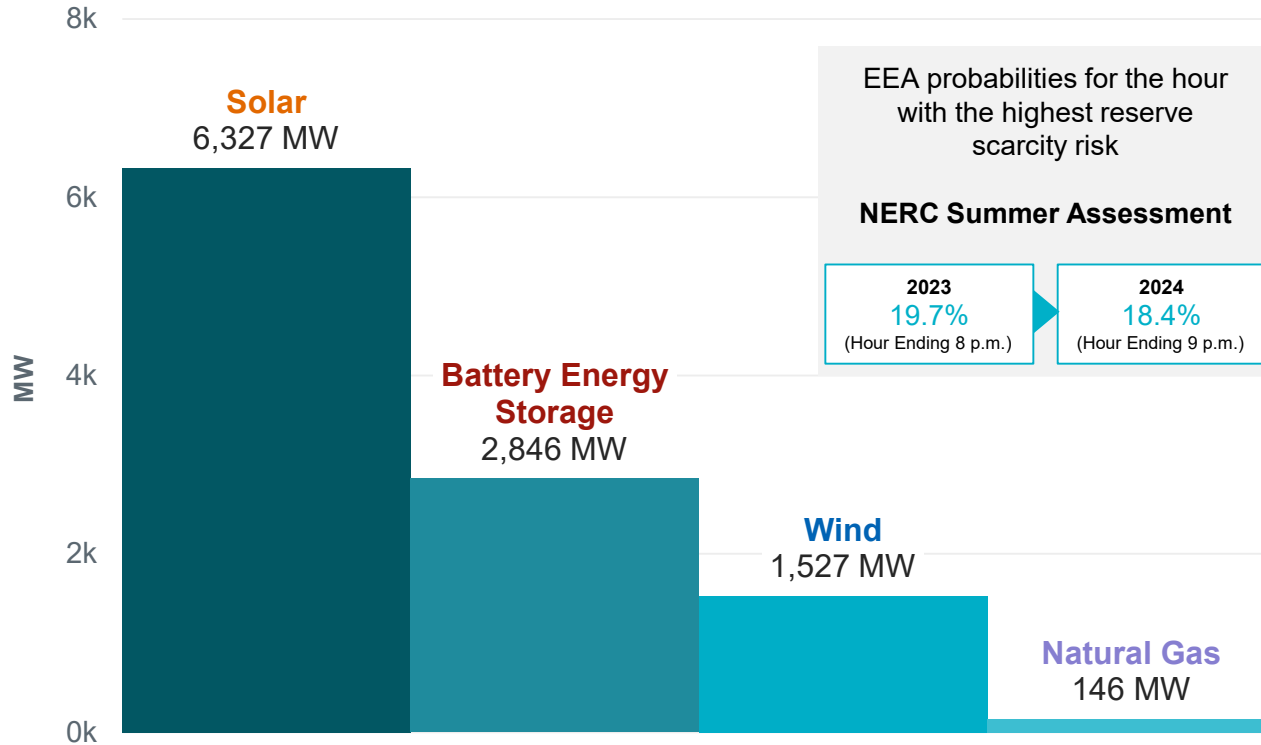 8k
6k
4k
2k
0k
MW
Solar
6,327 MW
Battery Energy
Storage
2,846 MW
Wind
1,527 MW
Natural Gas
146 MW
EEA probabilities for the hour
with the highest reserve
scarcity risk
NERC Summer Assessment
2023
19.7%
(Hour Ending 8 p.m.)
2024
18.4%
(Hour Ending 9 p.m.)